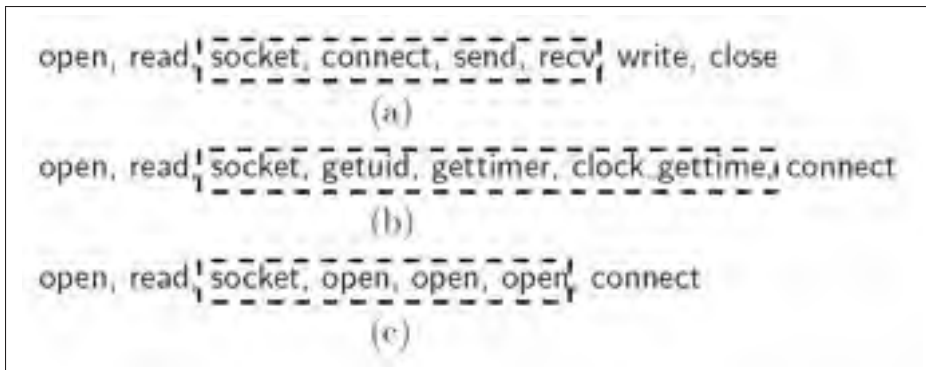 open, read, socket, connect, send, recv, write, close
(a)
open, read, socket, getuid, gettimer, clock_gettime, connect
(b)
open, read, socket, open, open, open, connect
(c)